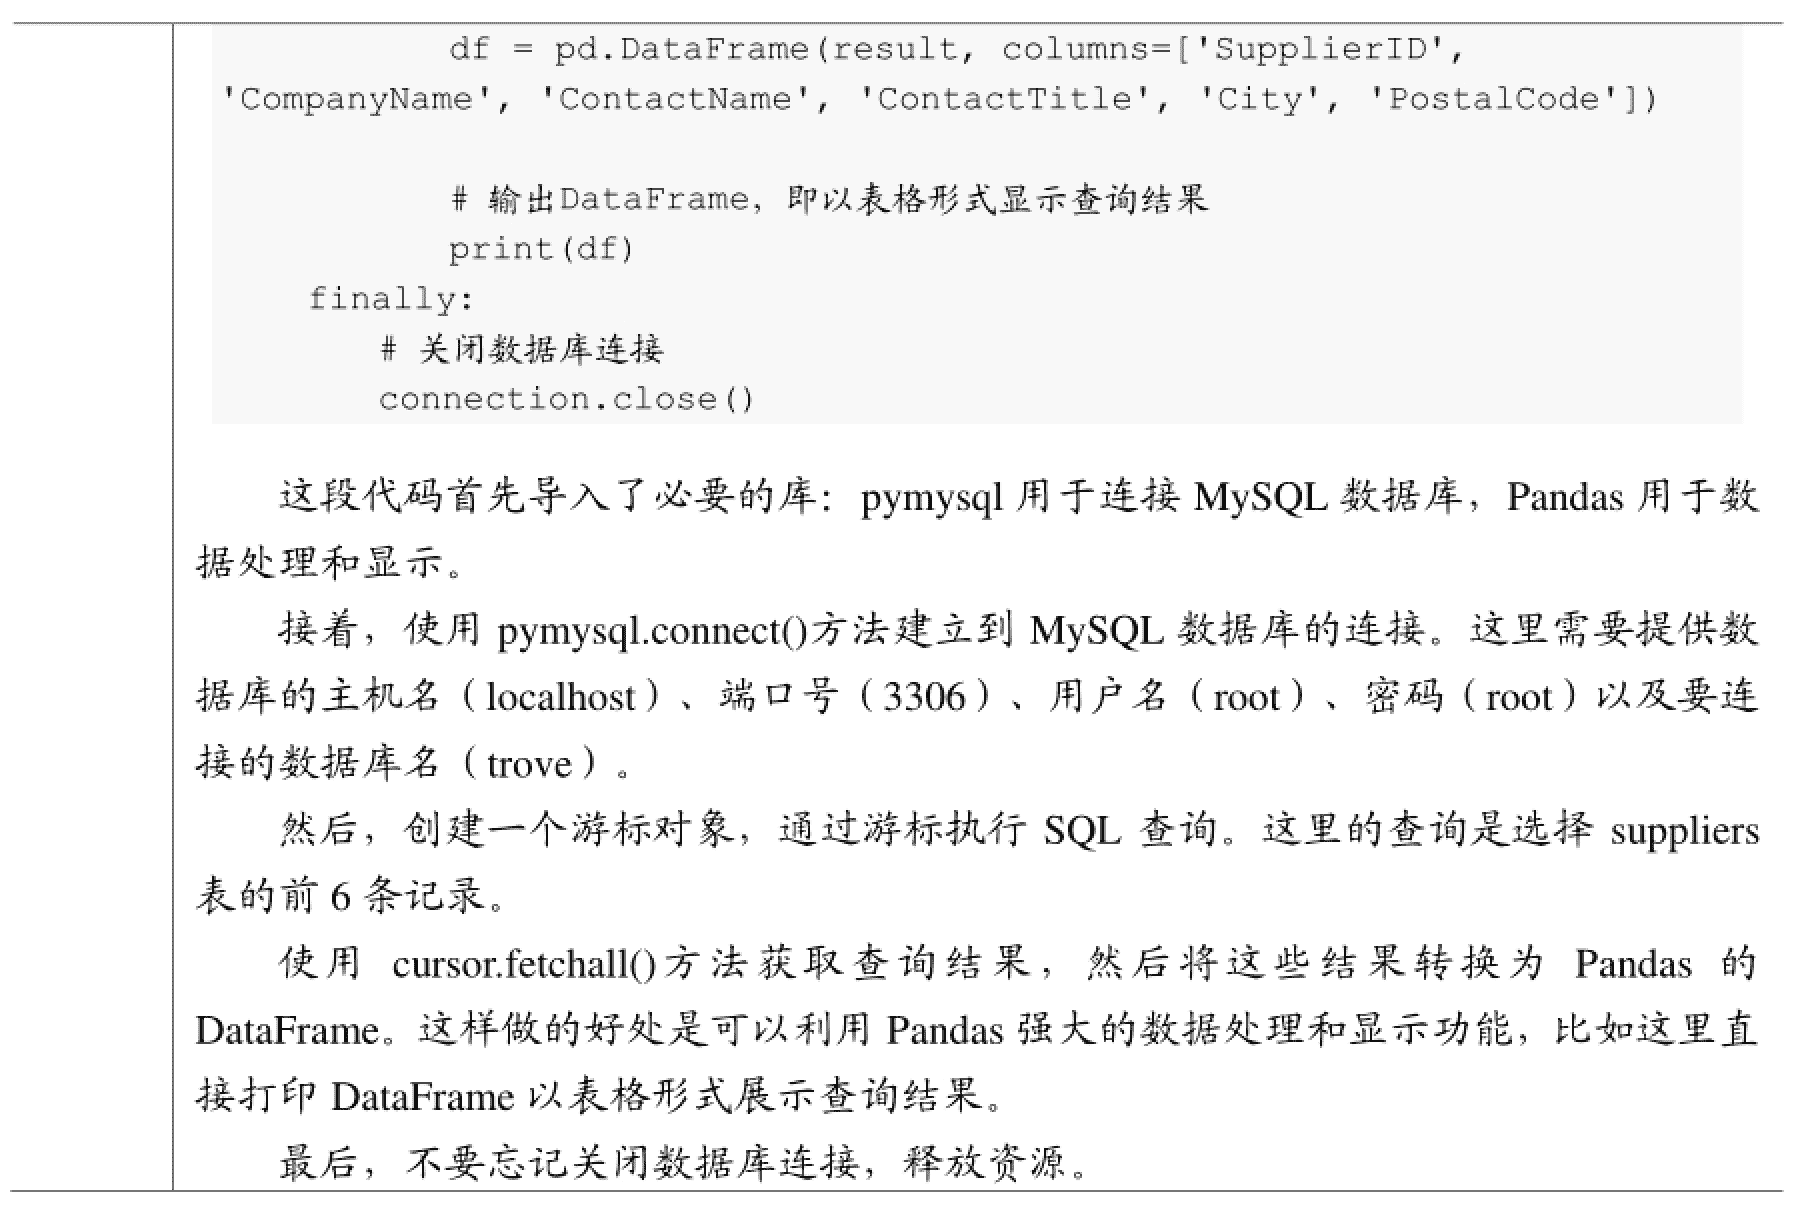 df = pd.DataFrame(result, columns=['SupplierID',
'CompanyName', 'ContactName', 'ContactTitle', 'City', 'PostalCode'])
# 输出DataFrame，即以表格形式显示查询结果
print(df)
finally:
# 关闭数据库连接
connection.close()
这段代码首先导入了必要的库：pymysql 用于连接 MySQL 数据库，Pandas 用于数
据处理和显示。
接着，使用 pymysql.connect()方法建立到 MySQL 数据库的连接。这里需要提供数
据库的主机名（localhost）、端口号（3306）、用户名（root）、密码（root）以及要连
接的数据库名（trove）。
然后，创建一个游标对象，通过游标执行 SQL 查询。这里的查询是选择 suppliers
表的前 6 条记录。
使用 cursor.fetchall()方法获取查询结果，然后将这些结果转换为 Pandas 的
DataFrame。这样做的好处是可以利用 Pandas 强大的数据处理和显示功能，比如这里直
接打印 DataFrame 以表格形式展示查询结果。
最后，不要忘记关闭数据库连接，释放资源。